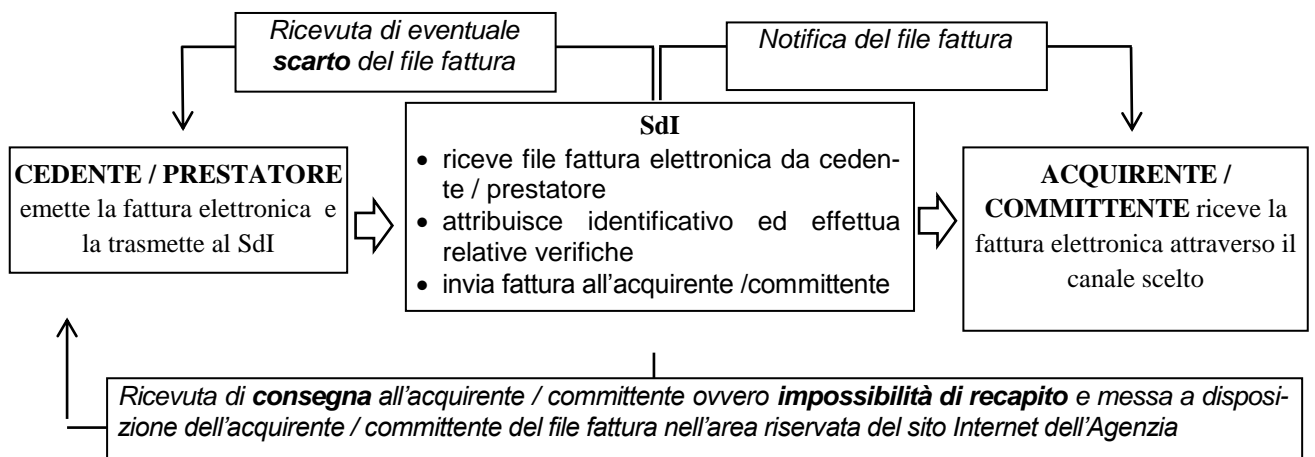 Ricevuta di eventuale
scarto del file fattura
Notifica del file fattura
SdI
• riceve file fattura elettronica da ceden-
te / prestatore
• attribuisce identificativo ed effettua
relative verifiche
• invia fattura all'acquirente /committente
CEDENTE / PRESTATORE
emette la fattura elettronica e
la trasmette al SdI
ACQUIRENTE /
COMMITTENTE riceve la
fattura elettronica attraverso il
canale scelto
Ricevuta di consegna all'acquirente / committente ovvero impossibilità di recapito e messa a disposi-
zione dell'acquirente / committente del file fattura nell'area riservata del sito Internet dell'Agenzia